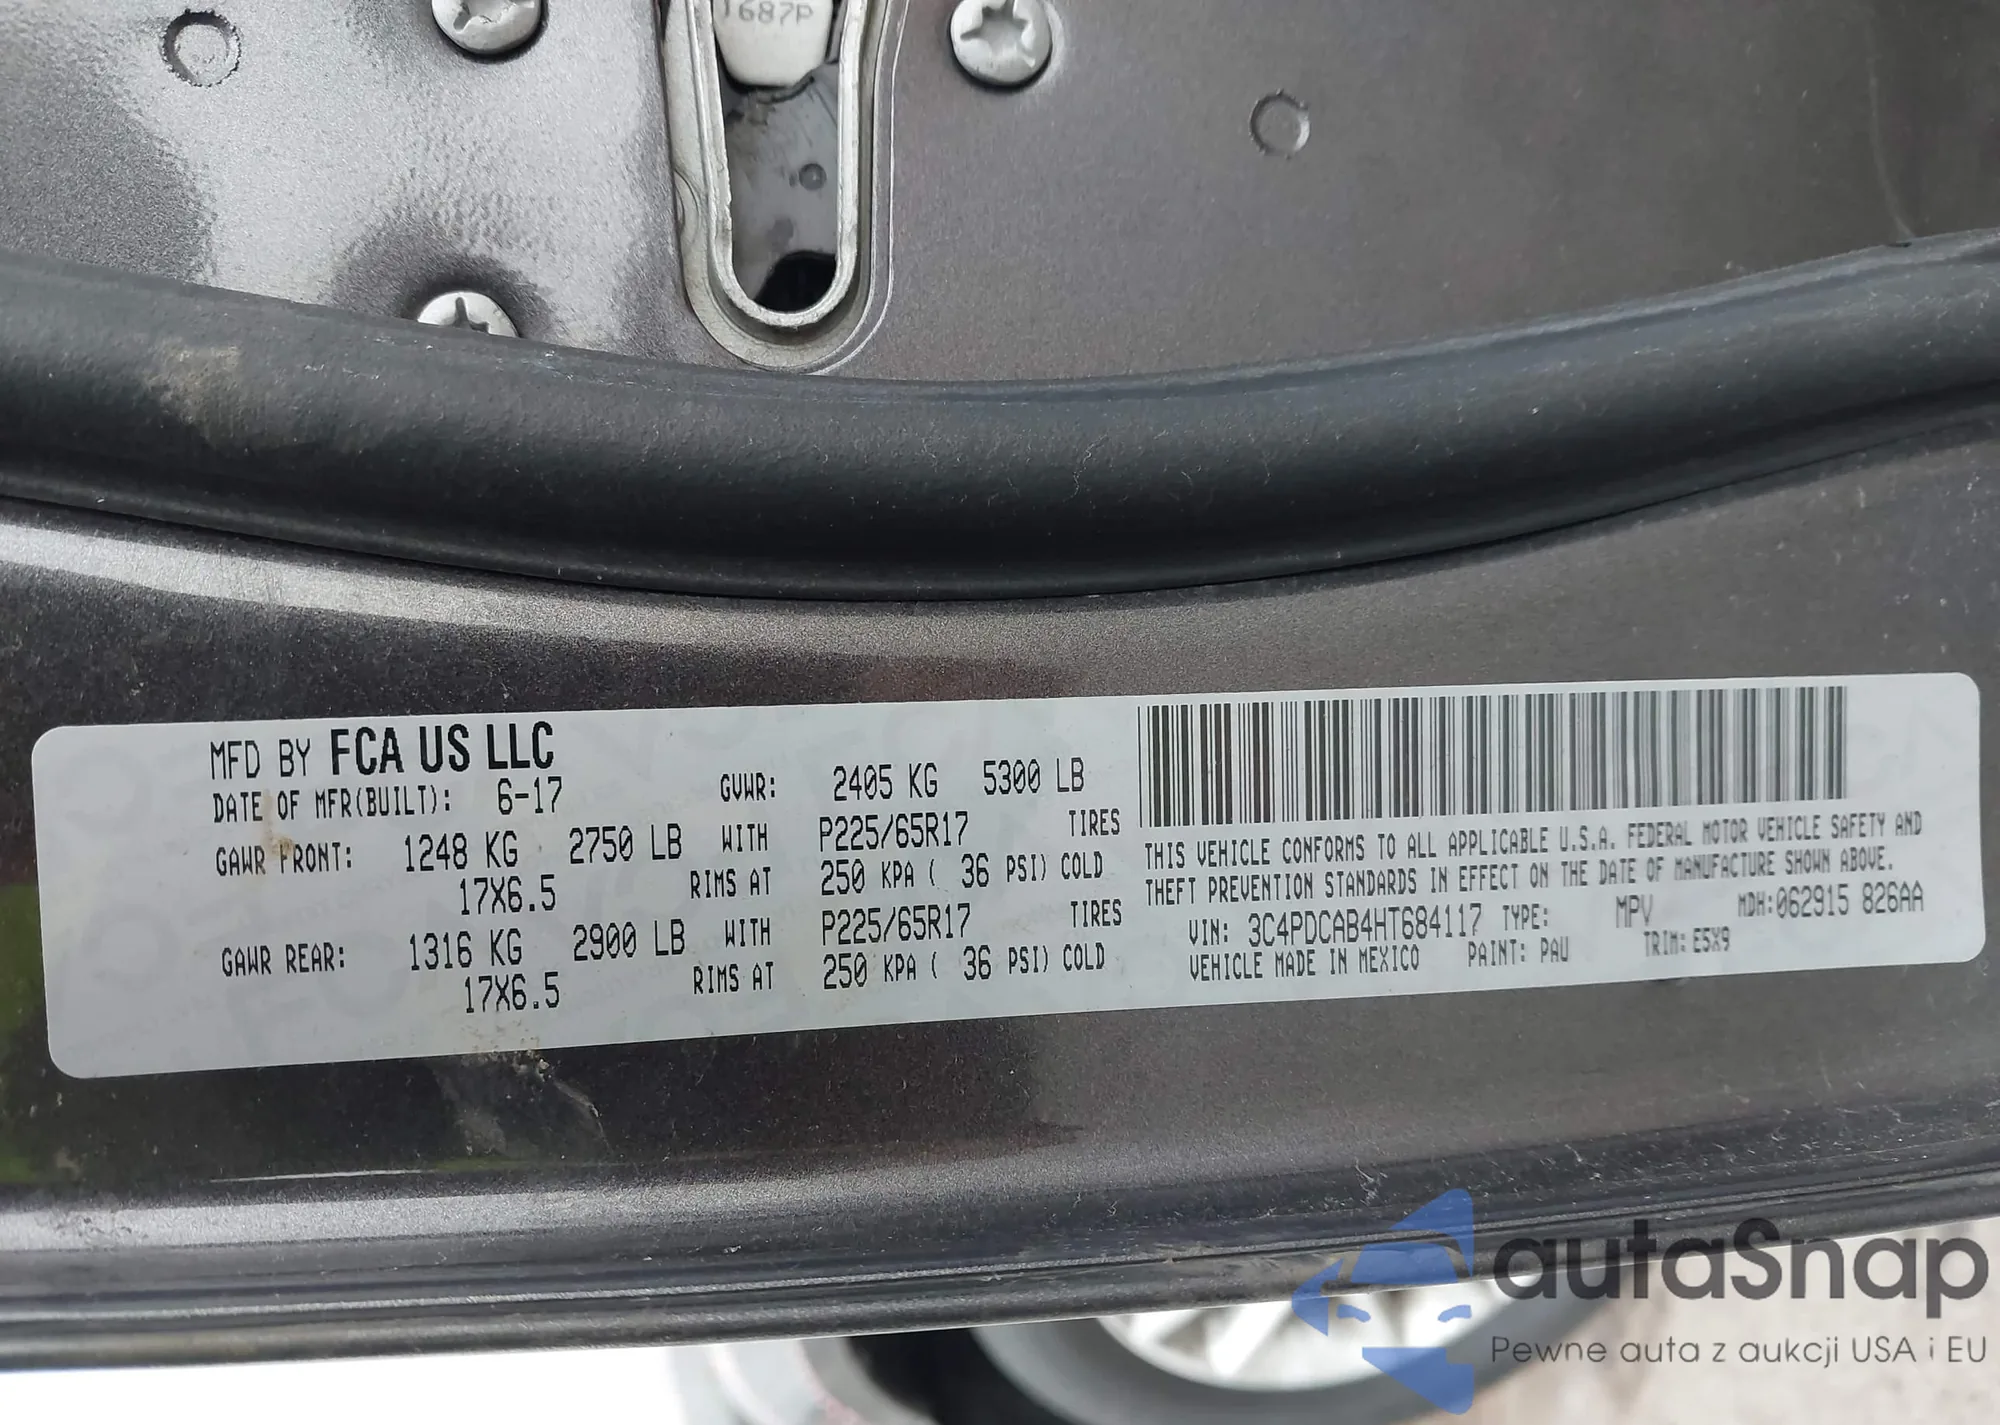 1687P
MFD BY FCA US LLC
DATE OF MFR(BUILT): 6-17
GVWR: 2405 KG 5300 LB
GAWR FRONT: 1248 KG 2750 LB WITH P225/65R17 TIRES
17X6.5 RIMS AT 250 KPA ( 36 PSI) COLD
GAWR REAR: 1316 KG 2900 LB WITH P225/65R17 TIRES
17X6.5 RIMS AT 250 KPA ( 36 PSI) COLD
THIS VEHICLE CONFORMS TO ALL APPLICABLE U.S.A. FEDERAL MOTOR VEHICLE SAFETY AND
THEFT PREVENTION STANDARDS IN EFFECT ON THE DATE OF MANUFACTURE SHOWN ABOVE.
VIN: 3C4PDCAB4HT684117 TYPE: MPV MDH:062915 826AA
VEHICLE MADE IN MEXICO PAINT: PAU TRIM: E5X9
autaSnap
Pewne auta z aukcji USA i EU